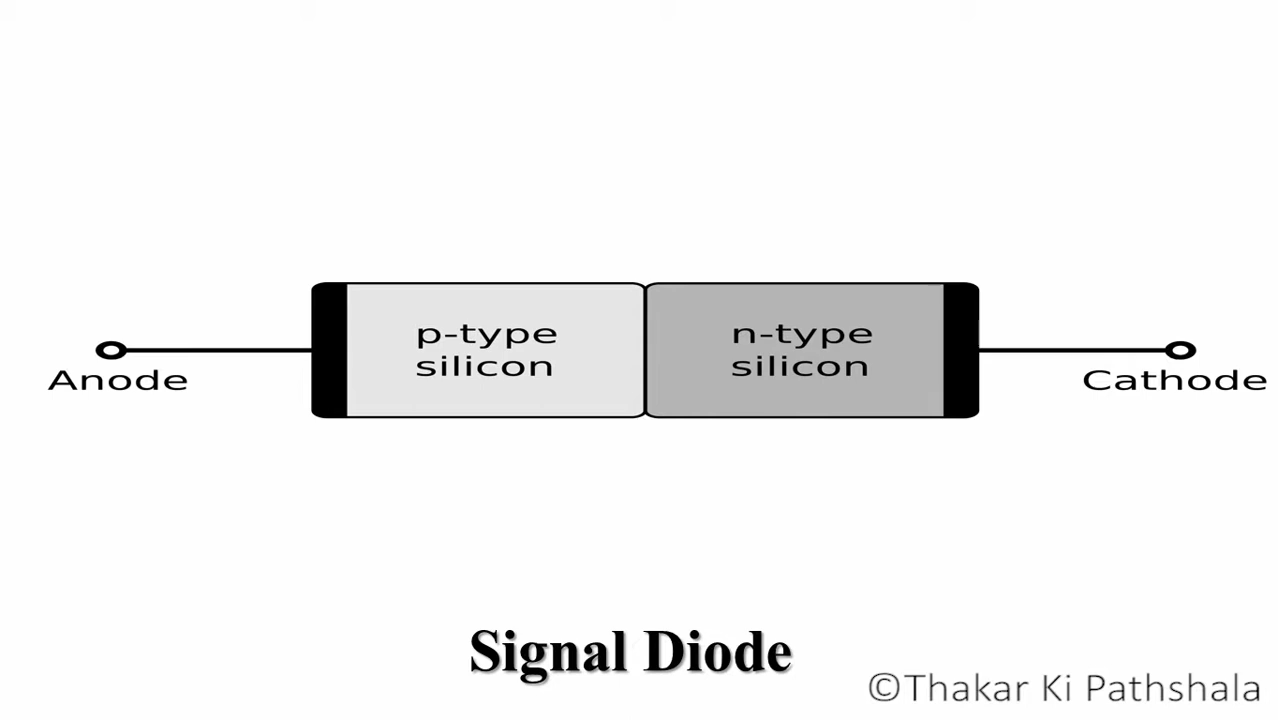 p-type
silicon
n-type
silicon
Anode
Cathode
Signal Diode
©Thakar Ki Pathshala